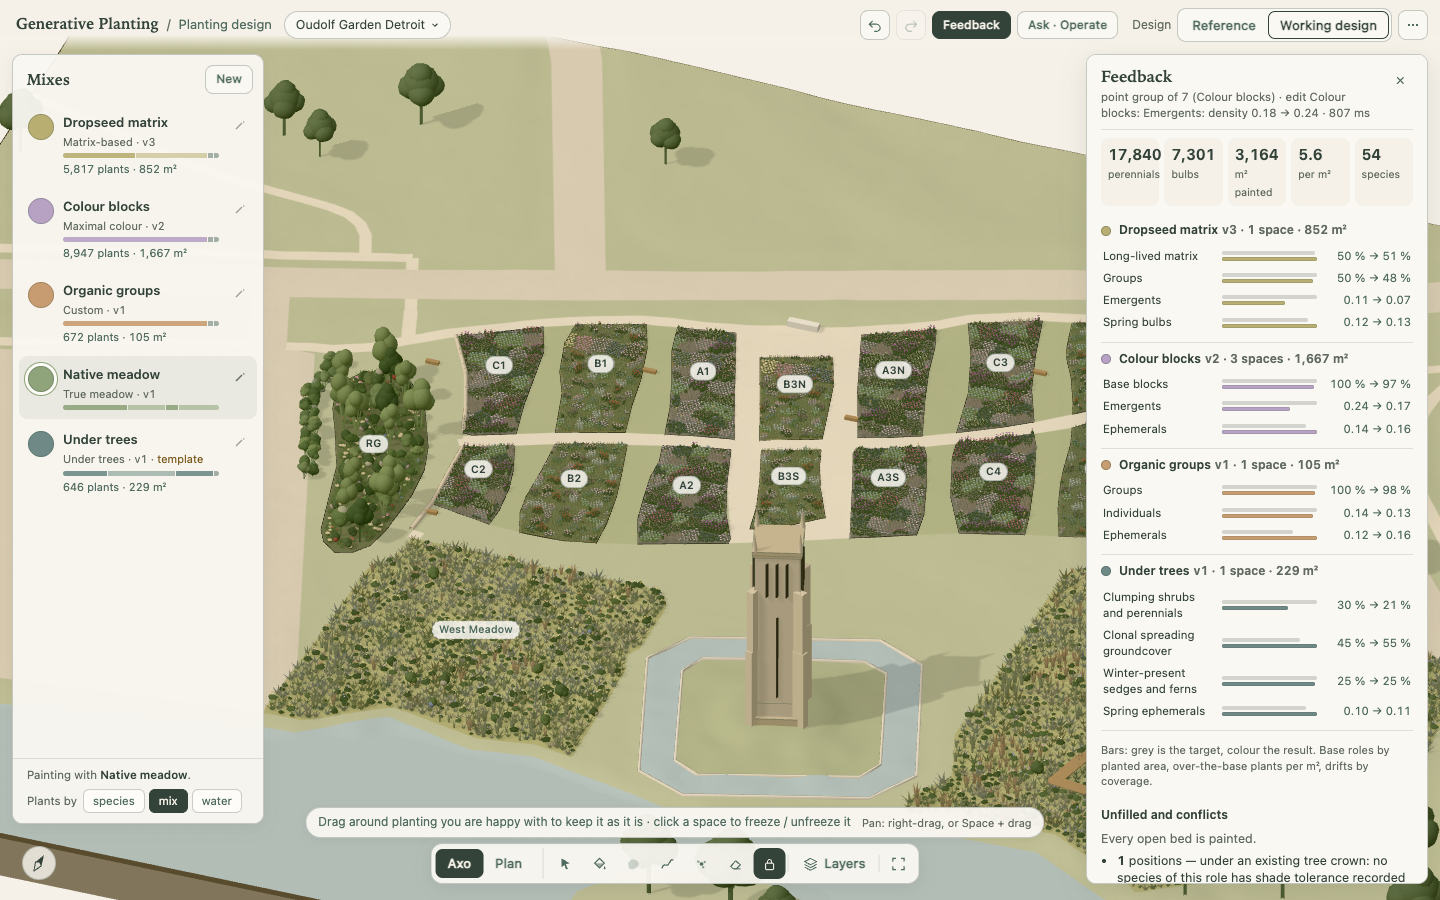 Generative Planting / Planting design
Oudolf Garden Detroit
Feedback
Ask · Operate
Design
Reference
Working design
Mixes
New
Dropseed matrix
Matrix-based · v3
5,817 plants · 852 m²
Colour blocks
Maximal colour · v2
8,947 plants · 1,667 m²
Organic groups
Custom · v1
672 plants · 105 m²
Native meadow
True meadow · v1
Under trees
Under trees · v1 · template
646 plants · 229 m²
Painting with Native meadow.
Plants by species mix water
C1
B1
A1
B3N
A3N
C3
RG
C2
B2
A2
B3S
A3S
C4
West Meadow
Drag around planting you are happy with to keep it as it is · click a space to freeze / unfreeze it Pan: right-drag, or Space + drag
Axo
Plan
Layers
Feedback
point group of 7 (Colour blocks) · edit Colour
blocks: Emergents: density 0.18 → 0.24 · 807 ms
17,840 7,301 3,164 5.6 54
perennials bulbs m² per m² species
painted
Dropseed matrix v3 · 1 space · 852 m²
Long-lived matrix 50 % → 51 %
Groups 50 % → 48 %
Emergents 0.11 → 0.07
Spring bulbs 0.12 → 0.13
Colour blocks v2 · 3 spaces · 1,667 m²
Base blocks 100 % → 97 %
Emergents 0.24 → 0.17
Ephemerals 0.14 → 0.16
Organic groups v1 · 1 space · 105 m²
Groups 100 % → 98 %
Individuals 0.14 → 0.13
Ephemerals 0.12 → 0.16
Under trees v1 · 1 space · 229 m²
Clumping shrubs
and perennials 30 % → 21 %
Clonal spreading
groundcover 45 % → 55 %
Winter-present
sedges and ferns 25 % → 25 %
Spring ephemerals 0.10 → 0.11
Bars: grey is the target, colour the result. Base roles by
planted area, over-the-base plants per m², drifts by
coverage.
Unfilled and conflicts
Every open bed is painted.
• 1 positions — under an existing tree crown: no
species of this role has shade tolerance recorded